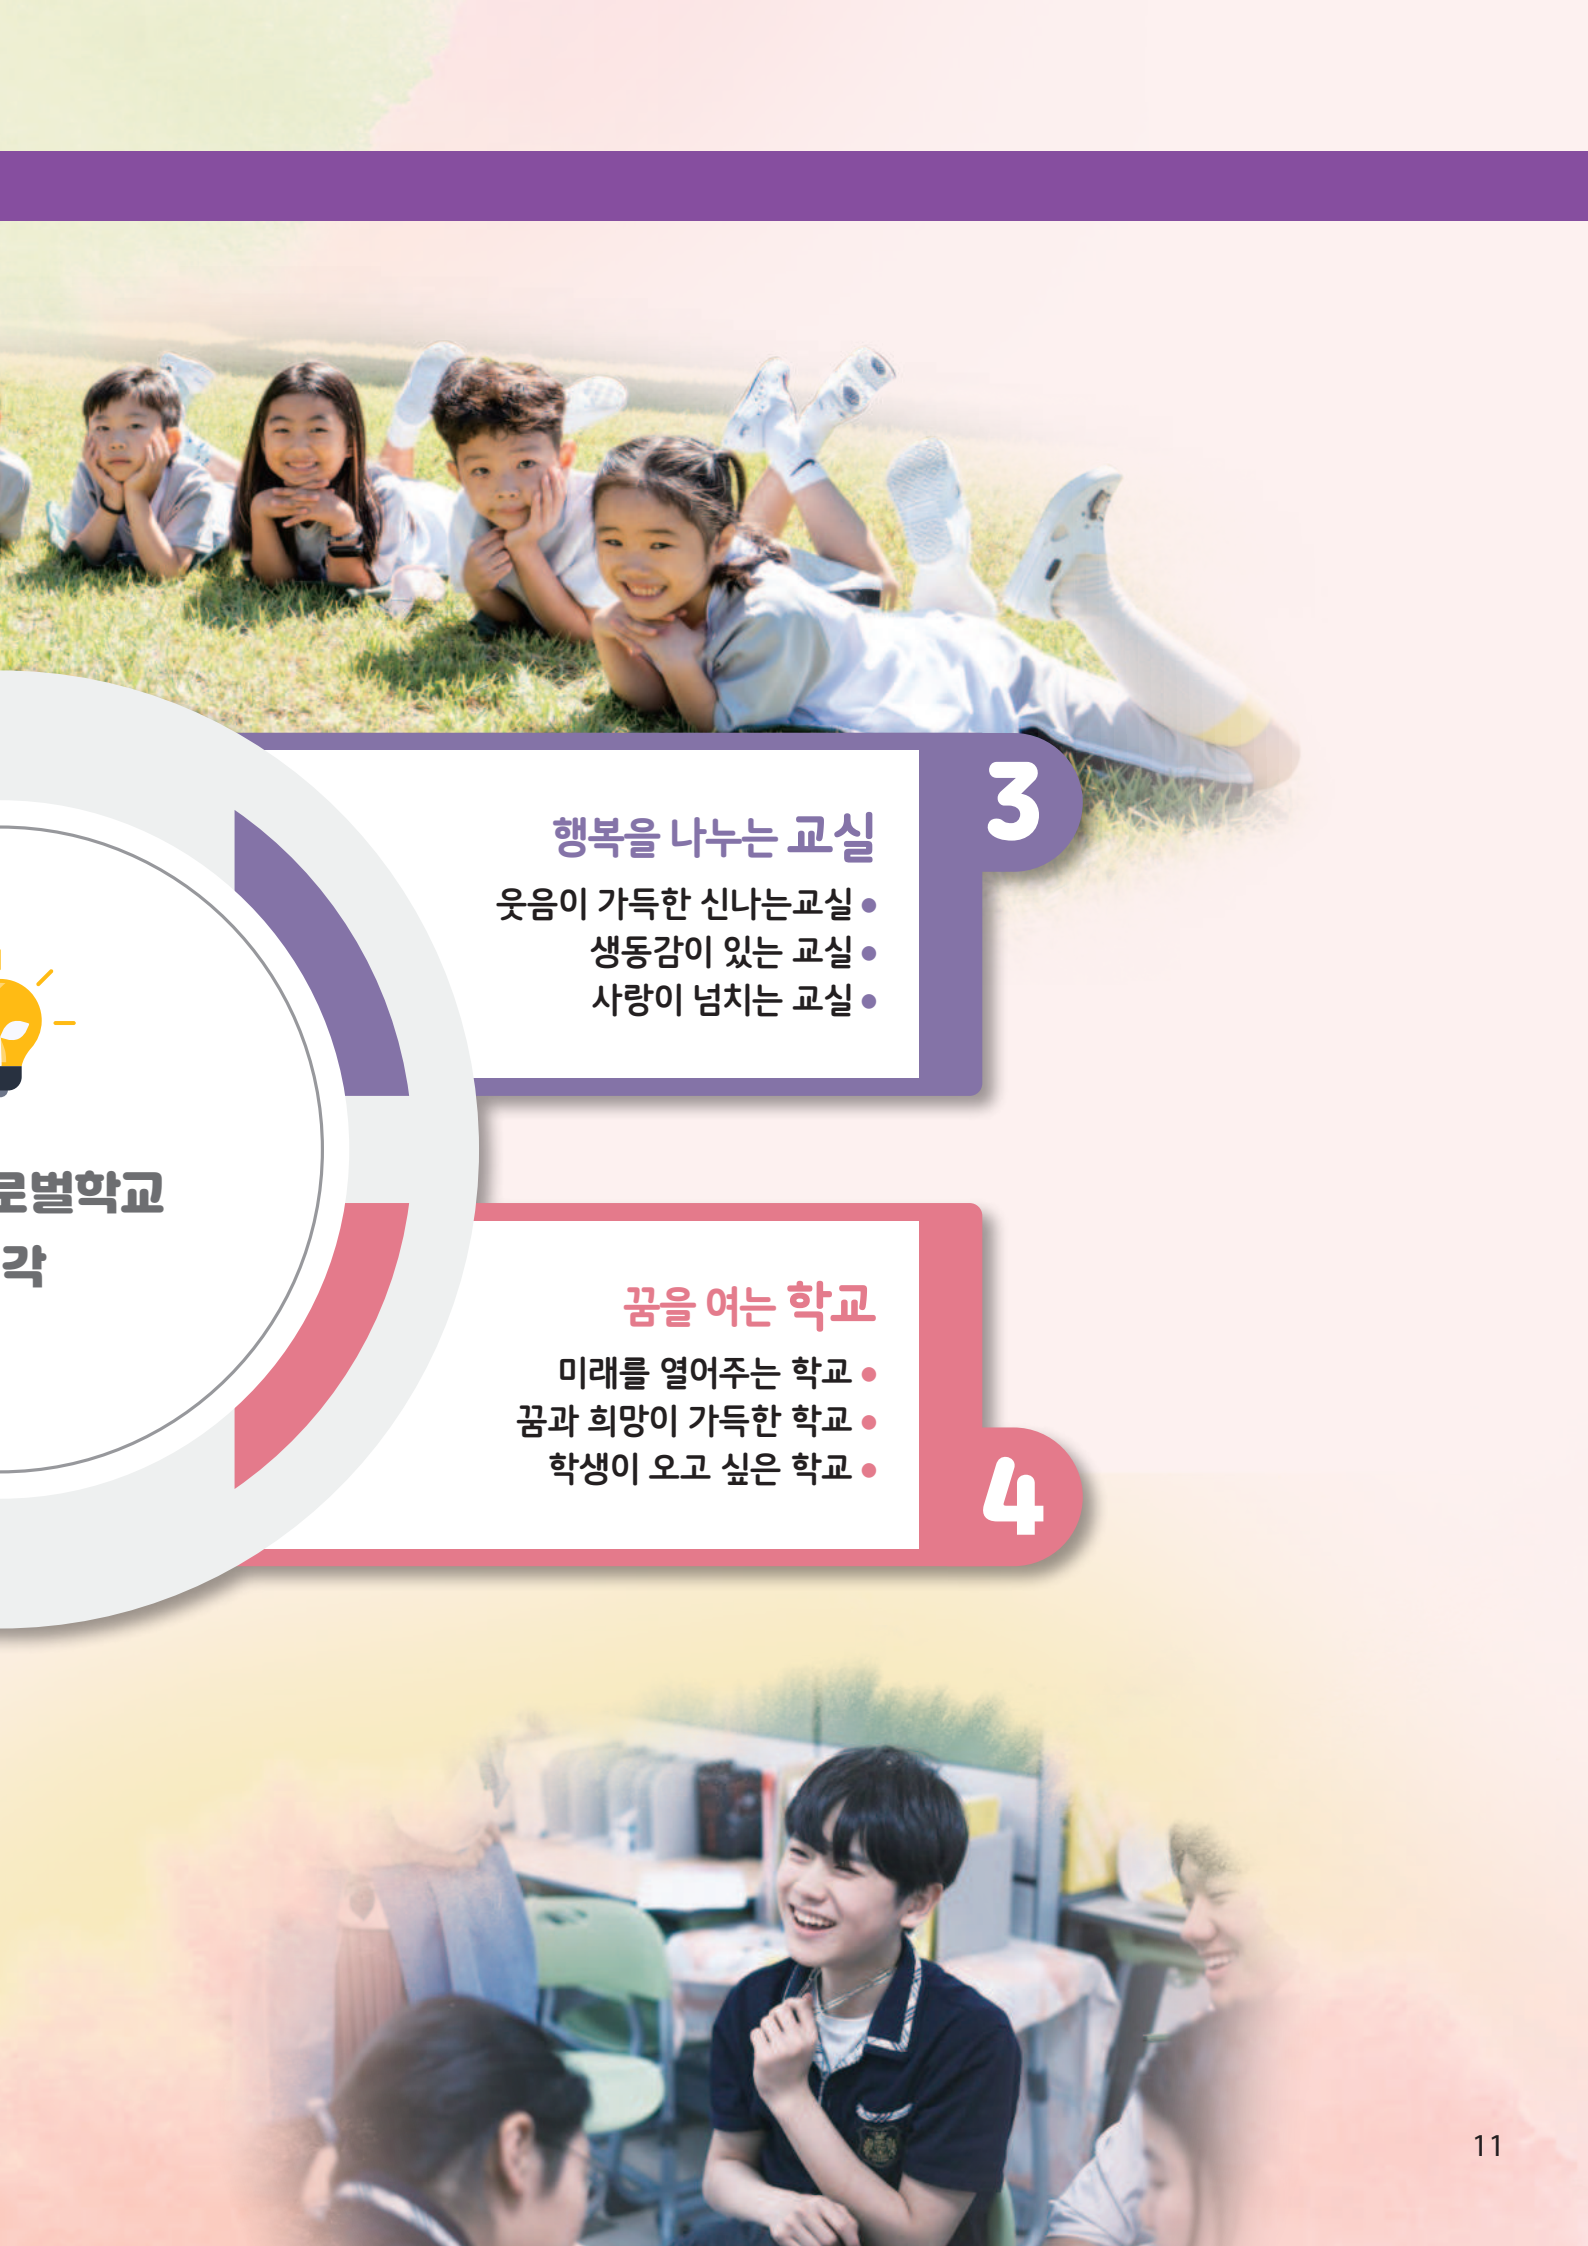 3
행복을 나누는 교실
웃음이 가득한 신나는교실
생동감이 있는 교실
사랑이 넘치는 교실
로벌학교
각
꿈을 여는 학교
미래를 열어주는 학교
꿈과 희망이 가득한 학교
학생이 오고 싶은 학교
4
11